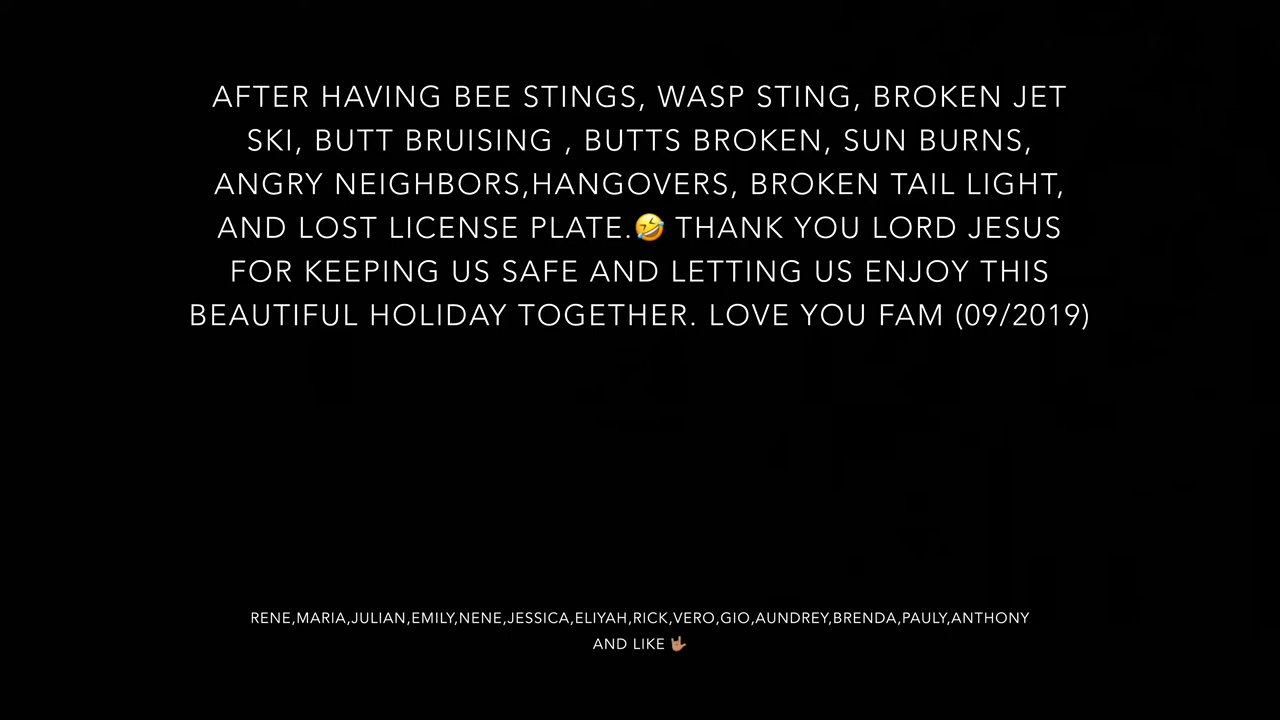 AFTER HAVING BEE STINGS, WASP STING, BROKEN JET
SKI, BUTT BRUISING , BUTTS BROKEN, SUN BURNS,
ANGRY NEIGHBORS,HANGOVERS, BROKEN TAIL LIGHT,
AND LOST LICENSE PLATE.🤣 THANK YOU LORD JESUS
FOR KEEPING US SAFE AND LETTING US ENJOY THIS
BEAUTIFUL HOLIDAY TOGETHER. LOVE YOU FAM (09/2019)
RENE,MARIA,JULIAN,EMILY,NENE,JESSICA,ELIYAH,RICK,VERO,GIO,AUNDREY,BRENDA,PAULY,ANTHONY
AND LIKE 🤟🏽